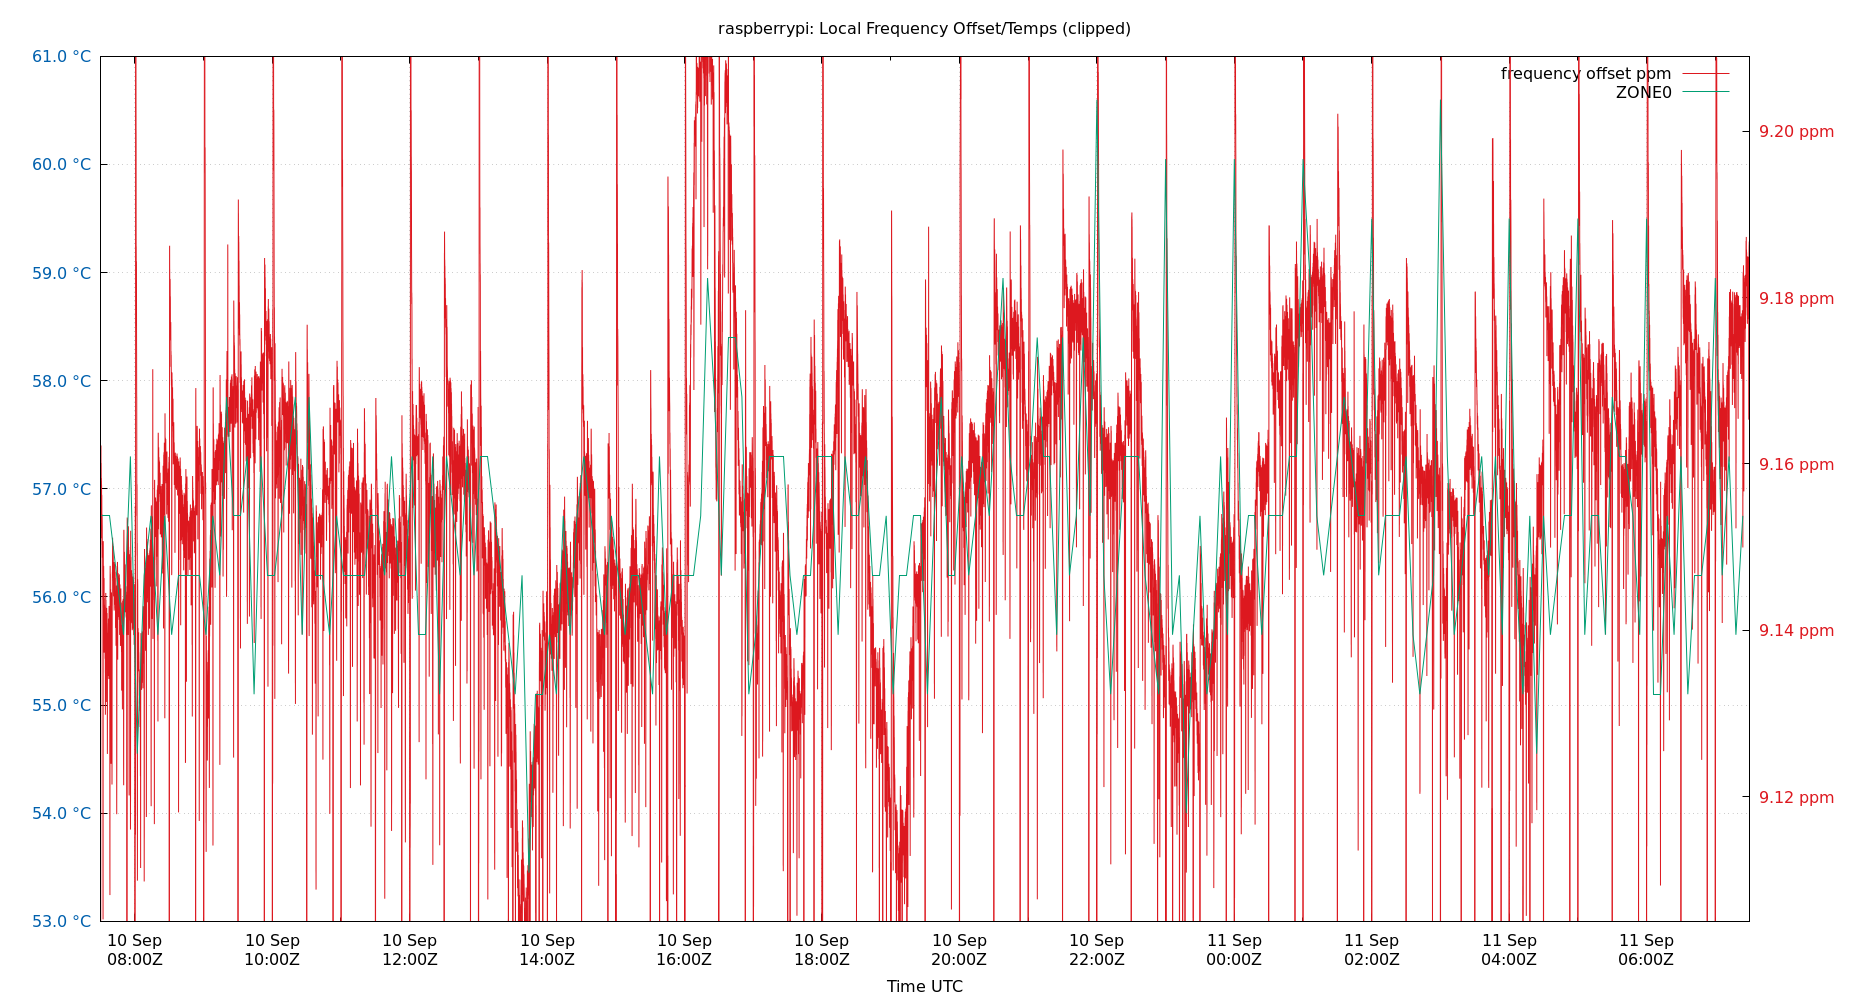 raspberrypi: Local Frequency Offset/Temps (clipped)
61.0 °C
60.0 °C
59.0 °C
58.0 °C
57.0 °C
56.0 °C
55.0 °C
54.0 °C
53.0 °C
frequency offset ppm
ZONE0
9.20 ppm
9.18 ppm
9.16 ppm
9.14 ppm
9.12 ppm
10 Sep
08:00Z
10 Sep
10:00Z
10 Sep
12:00Z
10 Sep
14:00Z
10 Sep
16:00Z
10 Sep
18:00Z
10 Sep
20:00Z
10 Sep
22:00Z
11 Sep
00:00Z
11 Sep
02:00Z
11 Sep
04:00Z
11 Sep
06:00Z
Time UTC